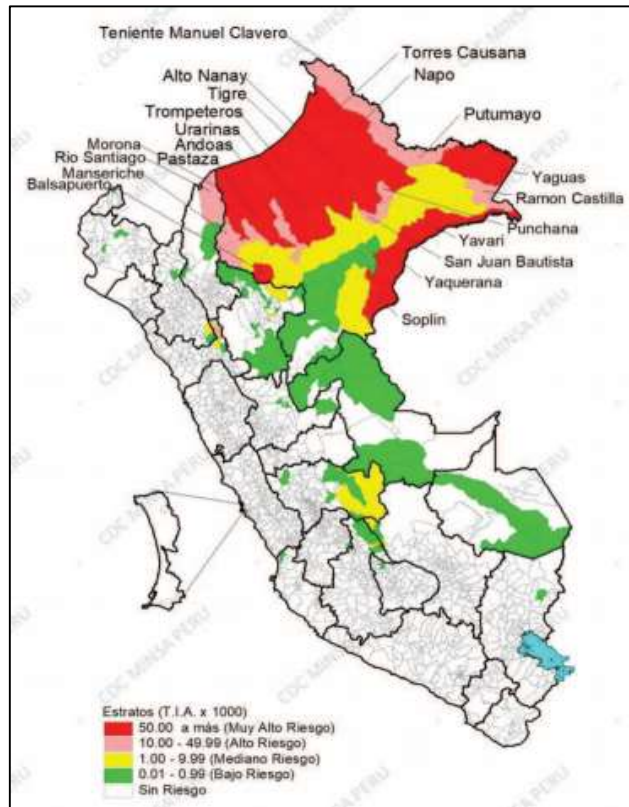 Teniente Manuel Clavero
Torres Causana
Alto Nanay
Napo
Tigre
Trompeteros
Putumayo
Urarinas
Morona
Andoas
Rio Santiago
Pastaza
Manseriche
Yaguas
Balsapuerto
Ramon Castilla
Punchana
Yavari
San Juan Bautista
Yaquerana
Soplin
Estratos (T.I.A. x 1000)
50.00 a más (Muy Alto Riesgo)
10.00 - 49.99 (Alto Riesgo)
1.00 - 9.99 (Mediano Riesgo)
0.01 - 0.99 (Bajo Riesgo)
Sin Riesgo
CDC MINSA PERU